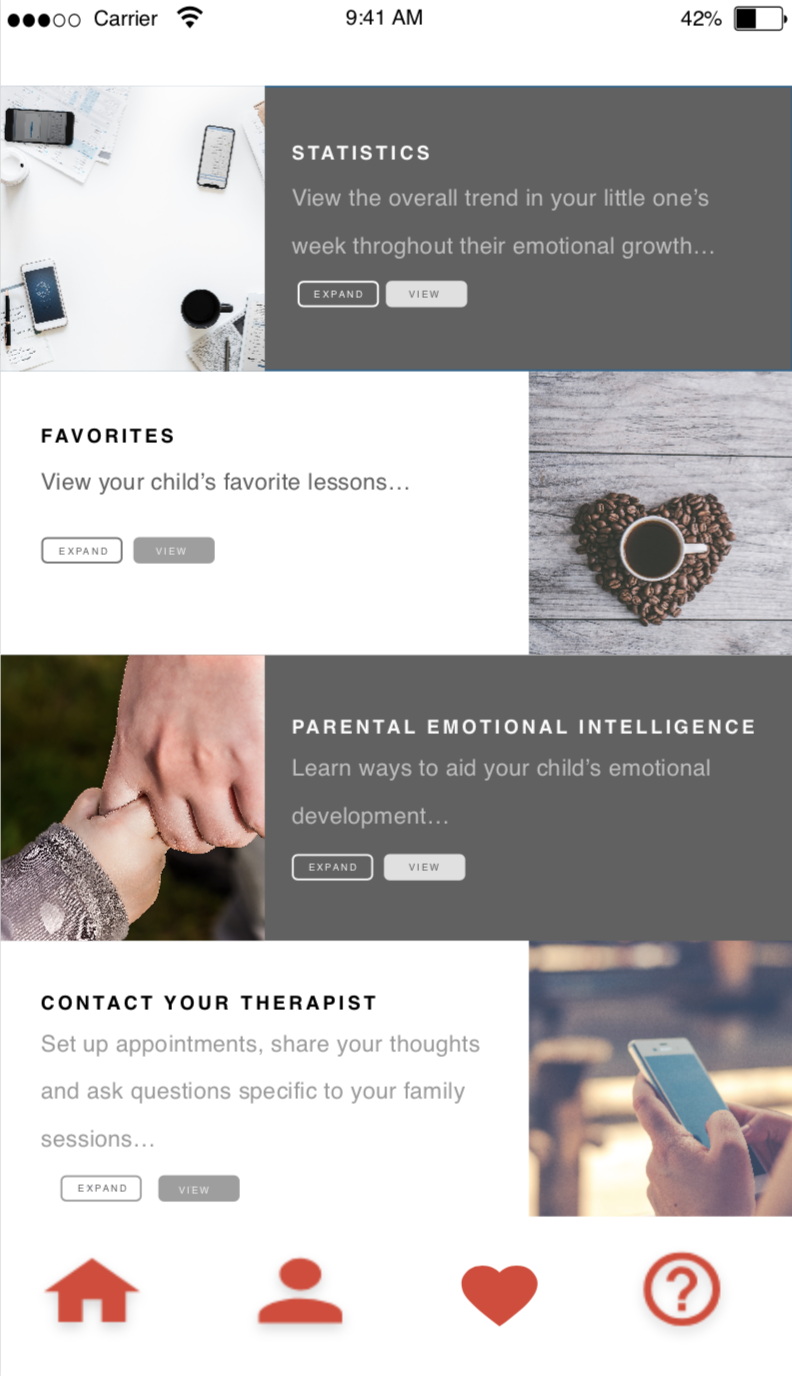 Carrier 9:41 AM 42%
STATISTICS
View the overall trend in your little one’s
week throghout their emotional growth…
EXPAND VIEW
FAVORITES
View your child’s favorite lessons…
EXPAND VIEW
PARENTAL EMOTIONAL INTELLIGENCE
Learn ways to aid your child’s emotional
development…
EXPAND VIEW
CONTACT YOUR THERAPIST
Set up appointments, share your thoughts
and ask questions specific to your family
sessions…
EXPAND VIEW
?